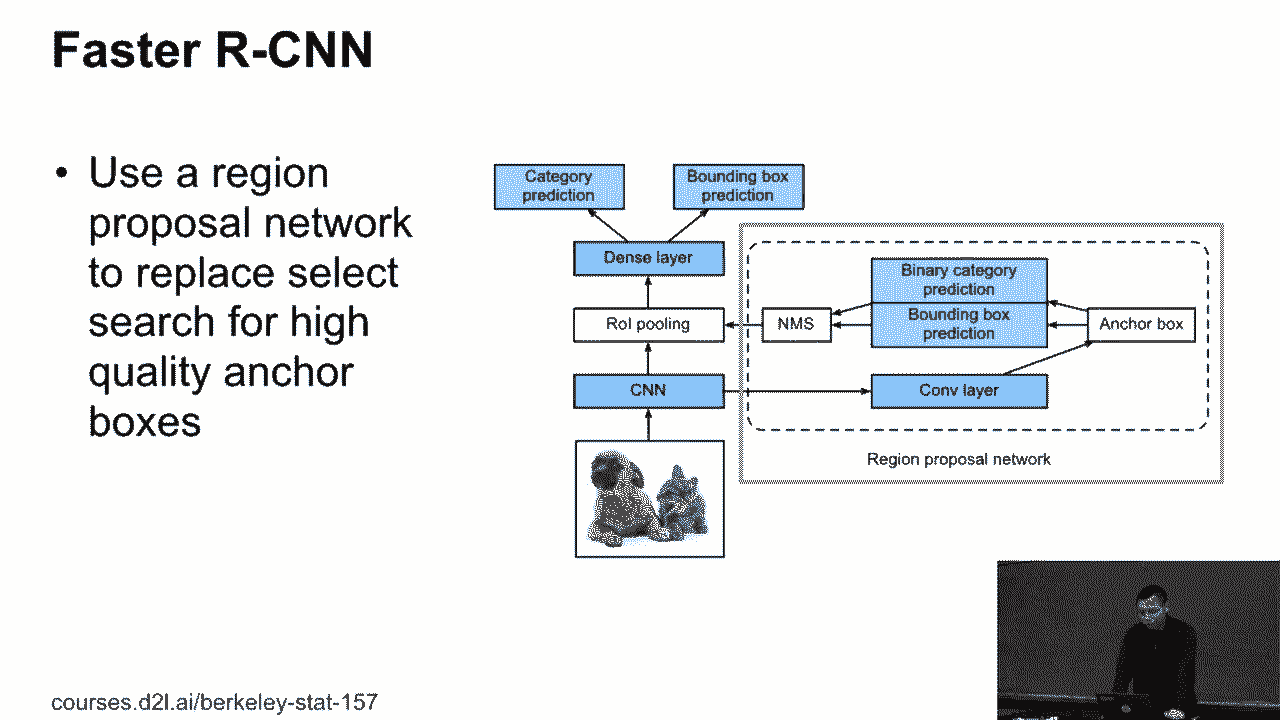 Faster R-CNN
• Use a region
proposal network
to replace select
search for high
quality anchor
boxes
Category
prediction
Bounding box
prediction
Dense layer
RoI pooling
CNN
NMS
Binary category
prediction
Bounding box
prediction
Anchor box
Conv layer
Region proposal network
courses.d2l.ai/berkeley-stat-157